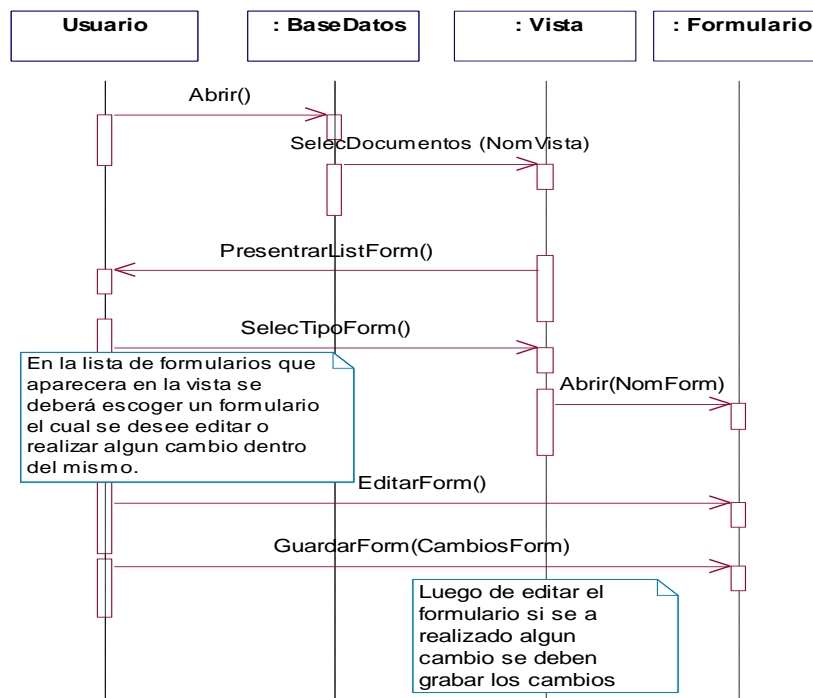 Usuario
: BaseDatos
: Vista
: Formulario
Abrir()
SelecDocumentos (NomVista)
PresentrarListForm()
SelecTipoForm()
En la lista de formularios que
aparecera en la vista se
deberá escoger un formulario
el cual se desee editar o
realizar algun cambio dentro
del mismo.
Abrir(NomForm)
EditarForm()
GuardarForm(CambiosForm)
Luego de editar el
formulario si se a
realizado algun
cambio se deben
grabar los cambios